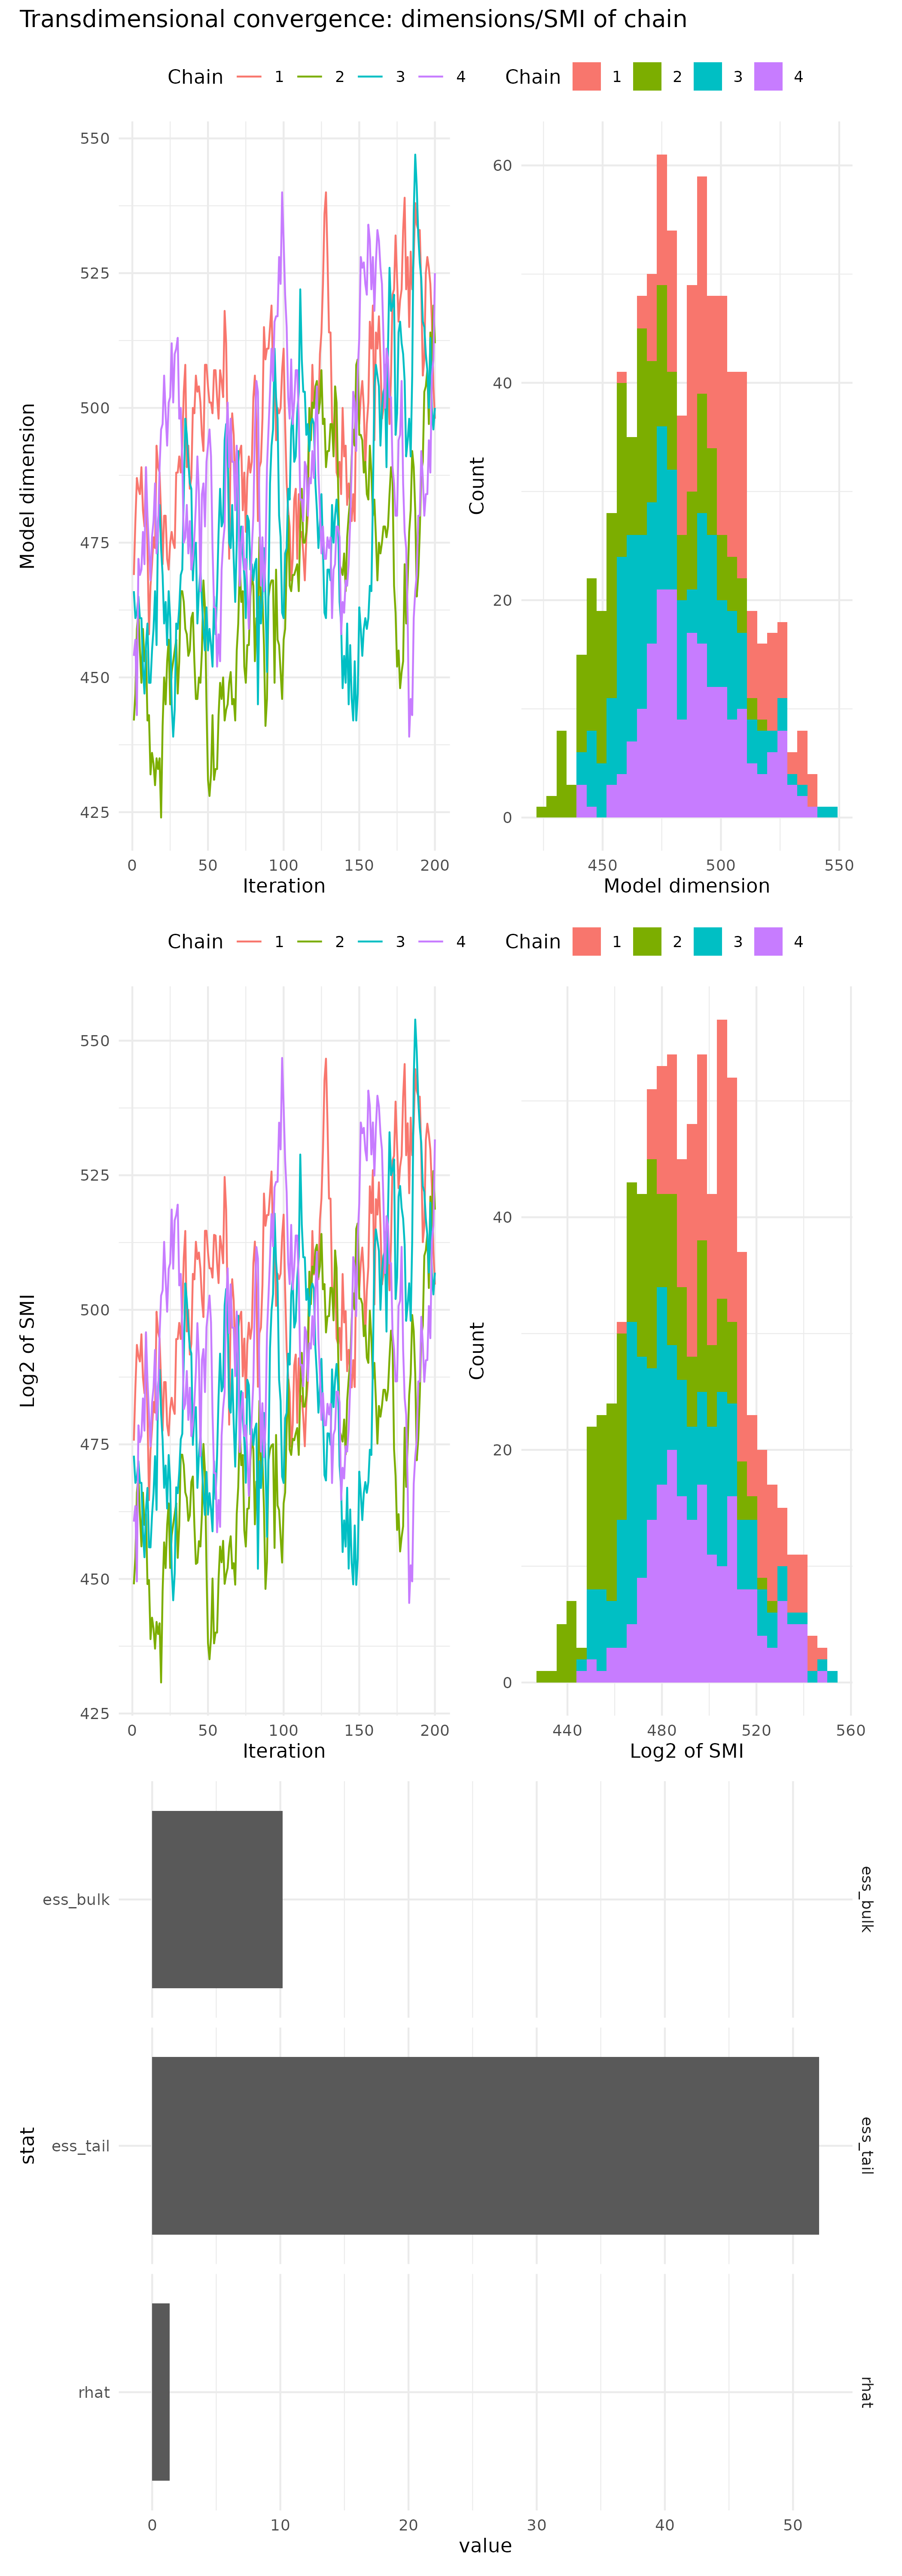 Transdimensional convergence: dimensions/SMI of chain
Chain 1 2 3 4
Chain 1 2 3 4
550
525
500
475
450
425
Model dimension
0 50 100 150 200
Iteration
60
40
20
0
Count
450 500 550
Model dimension
Chain 1 2 3 4
Chain 1 2 3 4
550
525
500
475
450
425
Log2 of SMI
0 50 100 150 200
Iteration
40
20
0
Count
440 480 520 560
Log2 of SMI
stat
ess_bulk
ess_bulk
ess_tail
ess_tail
rhat
rhat
0 10 20 30 40 50
value